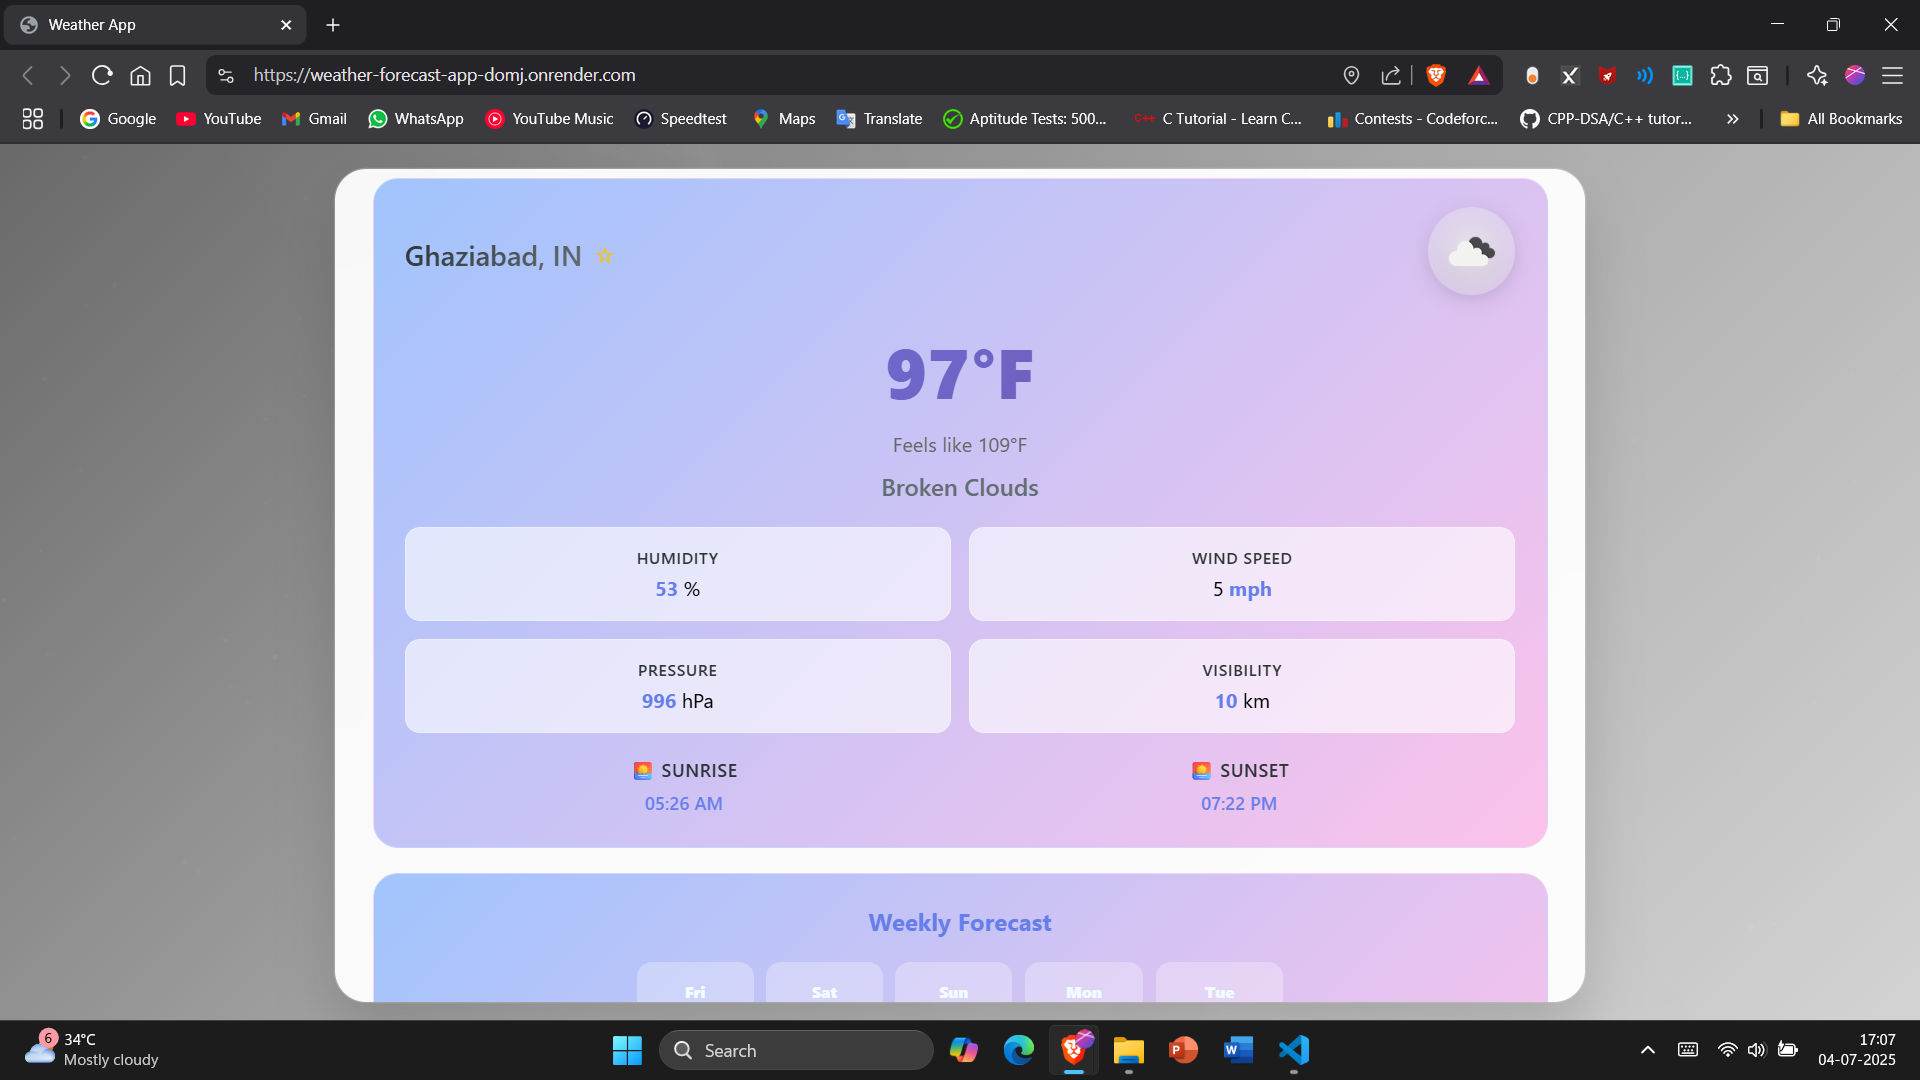 Weather App
https://weather-forecast-app-domj.onrender.com
Google YouTube Gmail WhatsApp YouTube Music Speedtest Maps Translate Aptitude Tests: 500... C++ C Tutorial - Learn C... Contests - Codeforc... CPP-DSA/C++ tutor... » All Bookmarks
Ghaziabad, IN
97°F
Feels like 109°F
Broken Clouds
HUMIDITY
53 %
WIND SPEED
5 mph
PRESSURE
996 hPa
VISIBILITY
10 km
SUNRISE
05:26 AM
SUNSET
07:22 PM
Weekly Forecast
Fri Sat Sun Mon Tue
6
34°C
Mostly cloudy
Search
17:07
04-07-2025